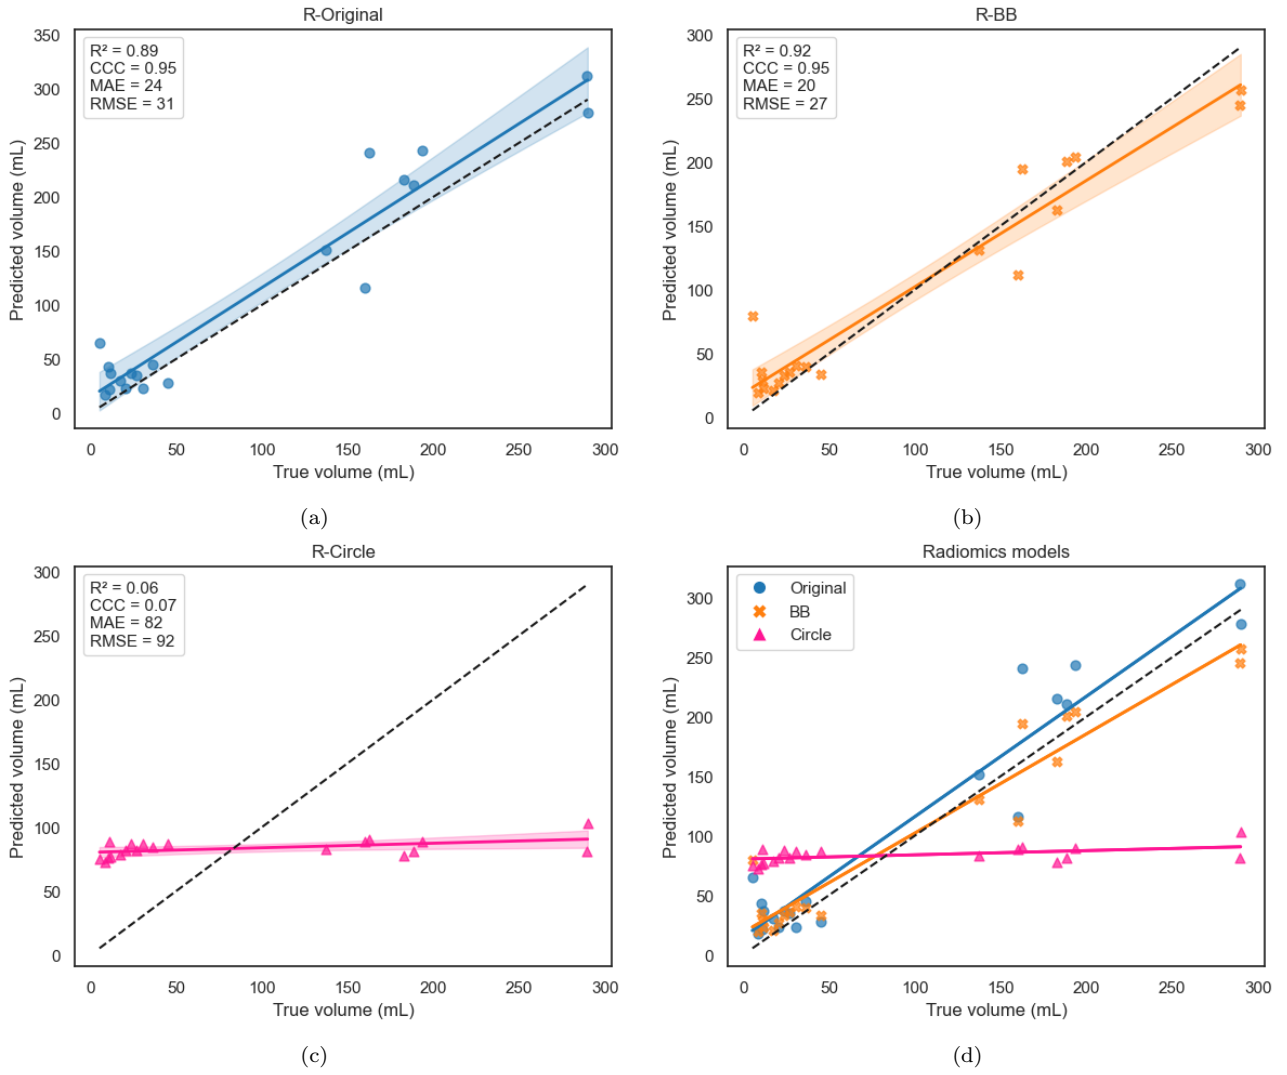 R-Original
R² = 0.89
CCC = 0.95
MAE = 24
RMSE = 31
350
300
250
200
150
100
50
0
Predicted volume (mL)
0 50 100 150 200 250 300
True volume (mL)
(a)
R-BB
R² = 0.92
CCC = 0.95
MAE = 20
RMSE = 27
300
250
200
150
100
50
0
Predicted volume (mL)
0 50 100 150 200 250 300
True volume (mL)
(b)
R-Circle
R² = 0.06
CCC = 0.07
MAE = 82
RMSE = 92
300
250
200
150
100
50
0
Predicted volume (mL)
0 50 100 150 200 250 300
True volume (mL)
(c)
Radiomics models
Original
BB
Circle
300
250
200
150
100
50
0
Predicted volume (mL)
0 50 100 150 200 250 300
True volume (mL)
(d)